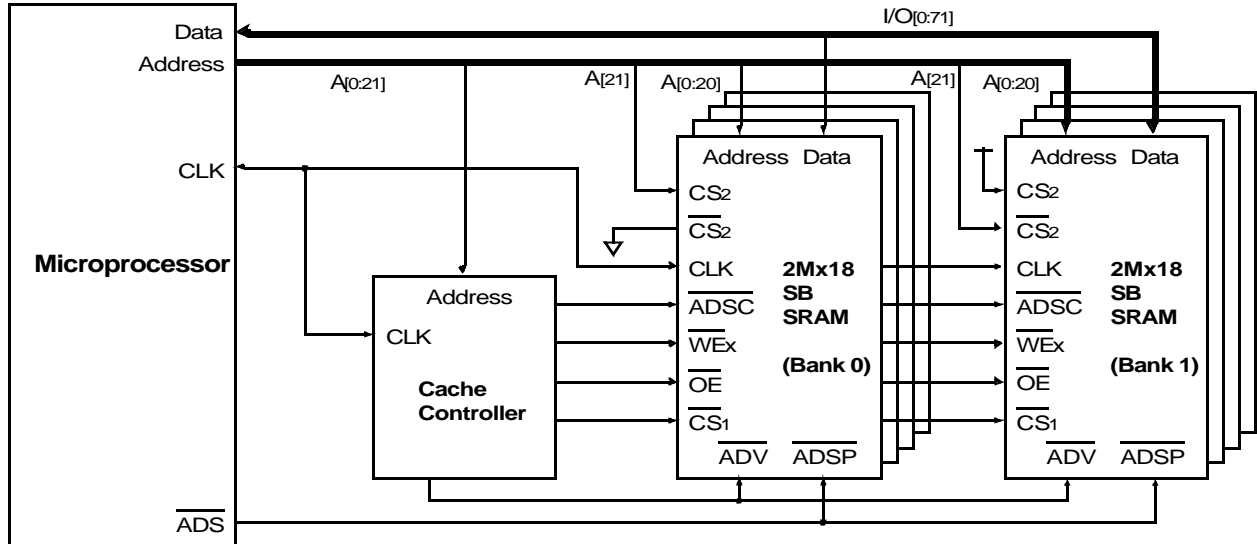 I/O[0:71]
Data
Address
A[0:21]
A[21]
A[0:20]
A[21]
A[0:20]
CLK
Microprocessor
ADS
Address
CLK
Cache
Controller
Address Data
CS2
CS2
CLK
ADSC
WEx
OE
CS1
2Mx18
SB
SRAM
(Bank 0)
ADV ADSP
Address Data
CS2
CS2
CLK
ADSC
WEx
OE
CS1
2Mx18
SB
SRAM
(Bank 1)
ADV ADSP